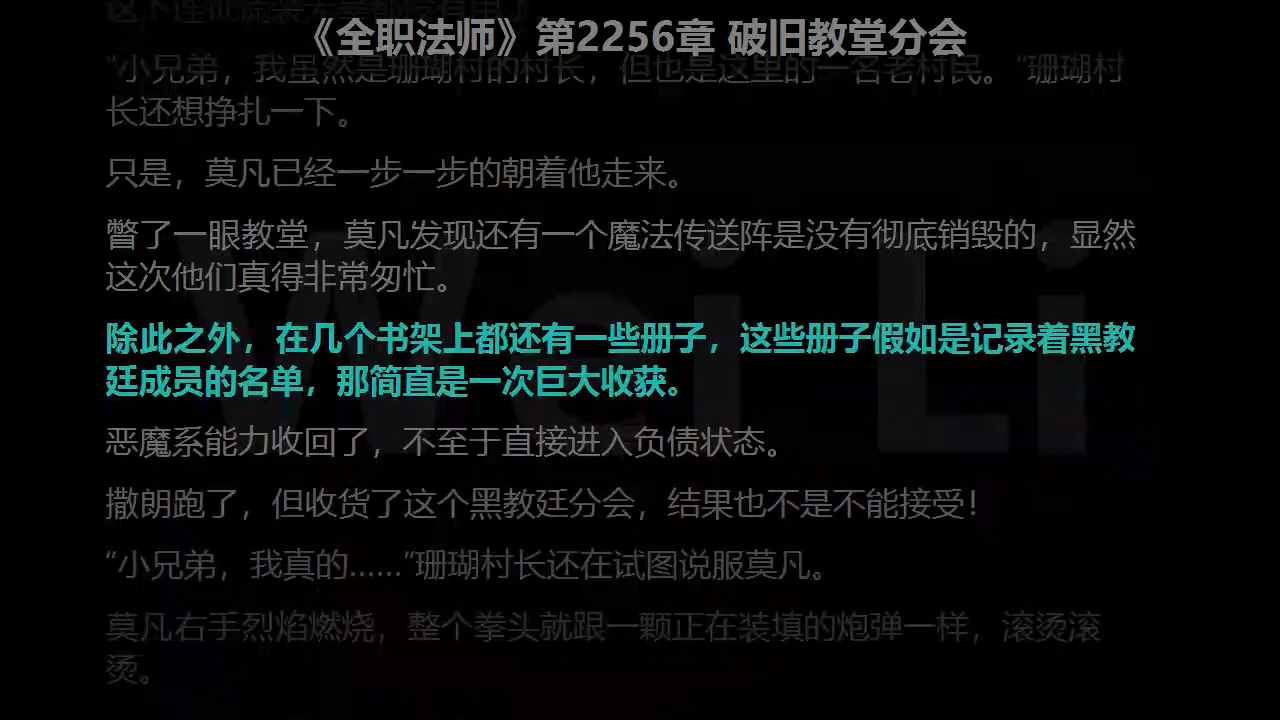 《全职法师》第2256章 破旧教堂分会
“小兄弟，我虽然是珊瑚村的村长，但也是这里的一名老村民。”珊瑚村
长还想挣扎一下。
只是，莫凡已经一步一步的朝着他走来。
瞥了一眼教堂，莫凡发现还有一个魔法传送阵是没有彻底销毁的，显然
这次他们真得非常匆忙。
除此之外，在几个书架上都还有一些册子，这些册子假如是记录着黑教
廷成员的名单，那简直是一次巨大收获。
恶魔系能力收回了，不至于直接进入负债状态。
撒朗跑了，但收货了这个黑教廷分会，结果也不是不能接受！
“小兄弟，我真的……”珊瑚村长还在试图说服莫凡。
莫凡右手烈焰燃烧，整个拳头就跟一颗正在装填的炮弹一样，滚烫滚
烫。
Wei Li